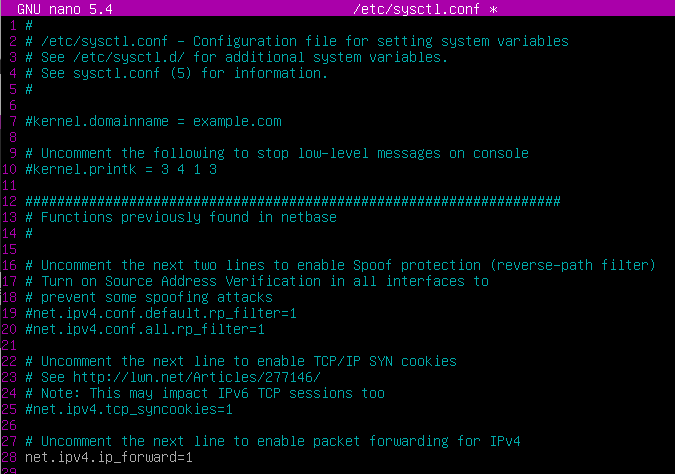 GNU nano 5.4 /etc/sysctl.conf *
1 #
2 # /etc/sysctl.conf - Configuration file for setting system variables
3 # See /etc/sysctl.d/ for additional system variables.
4 # See sysctl.conf (5) for information.
5 #
6
7 #kernel.domainname = example.com
8
9 # Uncomment the following to stop low-level messages on console
10 #kernel.printk = 3 4 1 3
11
12 ####################################################################
13 # Functions previously found in netbase
14 #
15
16 # Uncomment the next two lines to enable Spoof protection (reverse-path filter)
17 # Turn on Source Address Verification in all interfaces to
18 # prevent some spoofing attacks
19 #net.ipv4.conf.default.rp_filter=1
20 #net.ipv4.conf.all.rp_filter=1
21
22 # Uncomment the next line to enable TCP/IP SYN cookies
23 # See http://lwn.net/Articles/277146/
24 # Note: This may impact IPv6 TCP sessions too
25 #net.ipv4.tcp_syncookies=1
26
27 # Uncomment the next line to enable packet forwarding for IPv4
28 net.ipv4.ip_forward=1
29